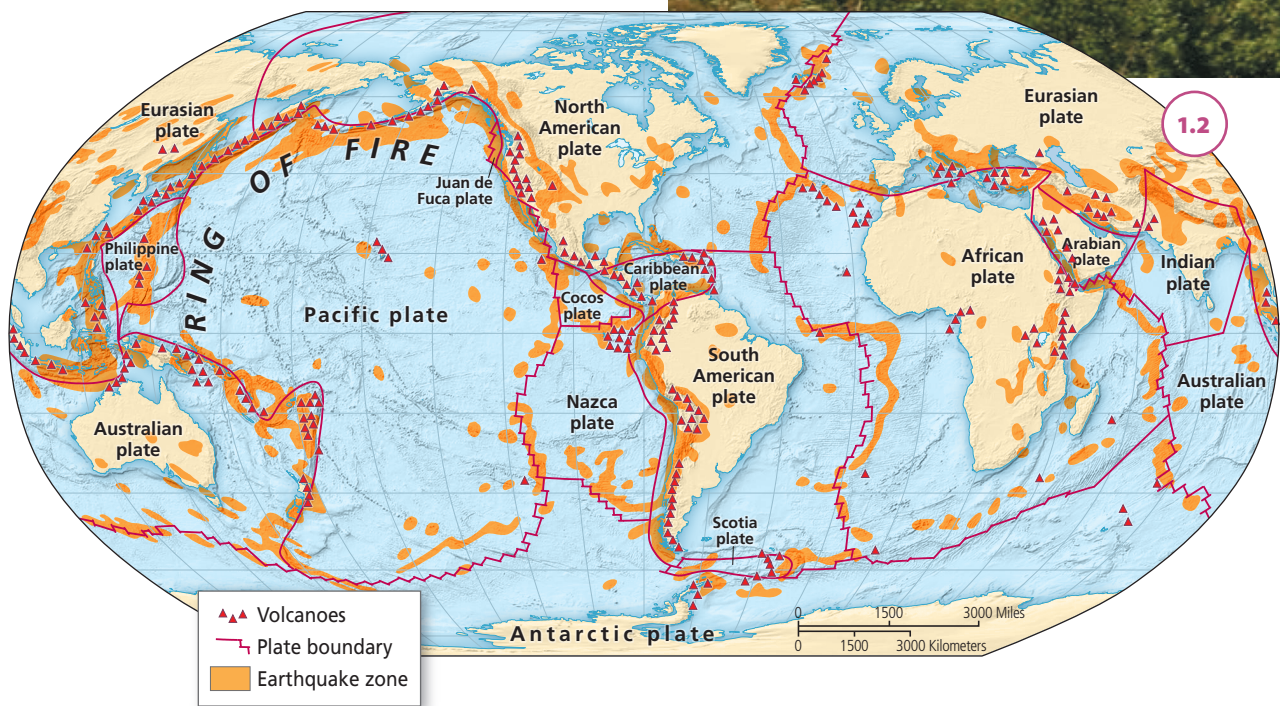 Eurasian
plate
North
American
plate
Eurasian
plate
1.2
RING OF FIRE
Juan de
Fuca plate
Philippine
plate
Caribbean
plate
African
plate
Arabian
plate
Indian
plate
Cocos
plate
Pacific plate
South
American
plate
Nazca
plate
Australian
plate
Australian
plate
Scotia
plate
Antarctic plate
Volcanoes
Plate boundary
Earthquake zone
0 1500 3000 Miles
0 1500 3000 Kilometers